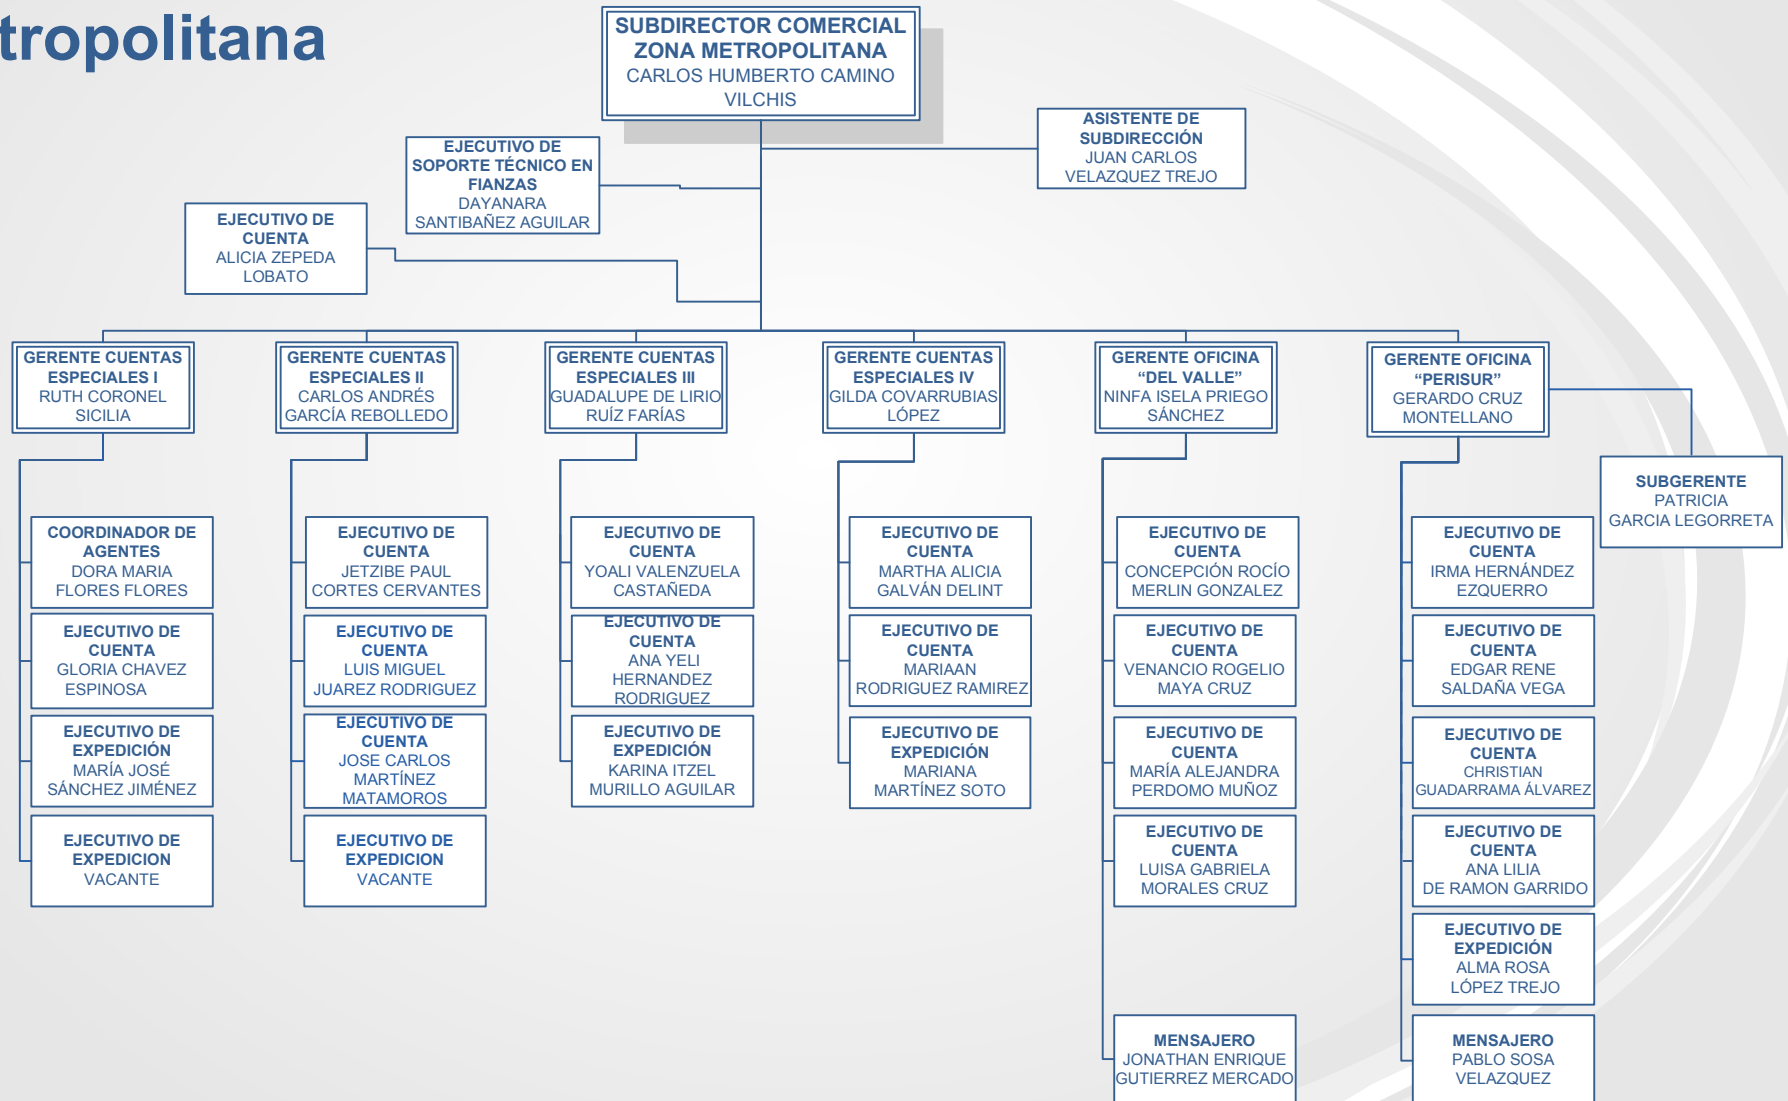 tropolitana
SUBDIRECTOR COMERCIAL
ZONA METROPOLITANA
CARLOS HUMBERTO CAMINO
VILCHIS
ASISTENTE DE
SUBDIRECCIÓN
JUAN CARLOS
VELAZQUEZ TREJO
EJECUTIVO DE
SOPORTE TÉCNICO EN
FIANZAS
DAYANARA
SANTIBAÑEZ AGUILAR
EJECUTIVO DE
CUENTA
ALICIA ZEPEDA
LOBATO
GERENTE CUENTAS
ESPECIALES I
RUTH CORONEL
SICILIA
GERENTE CUENTAS
ESPECIALES II
CARLOS ANDRÉS
GARCÍA REBOLLEDO
GERENTE CUENTAS
ESPECIALES III
GUADALUPE DE LIRIO
RUÍZ FARÍAS
GERENTE CUENTAS
ESPECIALES IV
GILDA COVARRUBIAS
LÓPEZ
GERENTE OFICINA
“DEL VALLE”
NINFA ISELA PRIEGO
SÁNCHEZ
GERENTE OFICINA
“PERISUR”
GERARDO CRUZ
MONTELLANO
SUBGERENTE
PATRICIA
GARCIA LEGORRETA
COORDINADOR DE
AGENTES
DORA MARIA
FLORES FLORES
EJECUTIVO DE
CUENTA
GLORIA CHAVEZ
ESPINOSA
EJECUTIVO DE
EXPEDICIÓN
MARÍA JOSÉ
SÁNCHEZ JIMÉNEZ
EJECUTIVO DE
EXPEDICION
VACANTE
EJECUTIVO DE
CUENTA
JETZIBE PAUL
CORTES CERVANTES
EJECUTIVO DE
CUENTA
LUIS MIGUEL
JUAREZ RODRIGUEZ
EJECUTIVO DE
CUENTA
JOSE CARLOS
MARTÍNEZ
MATAMOROS
EJECUTIVO DE
EXPEDICION
VACANTE
EJECUTIVO DE
CUENTA
YOALI VALENZUELA
CASTAÑEDA
EJECUTIVO DE
CUENTA
ANA YELI
HERNANDEZ
RODRIGUEZ
EJECUTIVO DE
EXPEDICIÓN
KARINA ITZEL
MURILLO AGUILAR
EJECUTIVO DE
CUENTA
MARTHA ALICIA
GALVÁN DELINT
EJECUTIVO DE
CUENTA
MARIAAN
RODRIGUEZ RAMIREZ
EJECUTIVO DE
EXPEDICIÓN
MARIANA
MARTÍNEZ SOTO
EJECUTIVO DE
CUENTA
CONCEPCIÓN ROCÍO
MERLIN GONZALEZ
EJECUTIVO DE
CUENTA
VENANCIO ROGELIO
MAYA CRUZ
EJECUTIVO DE
CUENTA
MARÍA ALEJANDRA
PERDOMO MUÑOZ
EJECUTIVO DE
CUENTA
LUISA GABRIELA
MORALES CRUZ
MENSAJERO
JONATHAN ENRIQUE
GUTIERREZ MERCADO
EJECUTIVO DE
CUENTA
IRMA HERNÁNDEZ
EZQUERRO
EJECUTIVO DE
CUENTA
EDGAR RENE
SALDAÑA VEGA
EJECUTIVO DE
CUENTA
CHRISTIAN
GUADARRAMA ÁLVAREZ
EJECUTIVO DE
CUENTA
ANA LILIA
DE RAMON GARRIDO
EJECUTIVO DE
EXPEDICIÓN
ALMA ROSA
LÓPEZ TREJO
MENSAJERO
PABLO SOSA
VELAZQUEZ